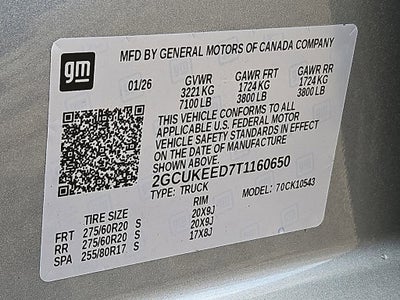 gm
MFD BY GENERAL MOTORS OF CANADA COMPANY
01/26 GVWR GAWR FRT GAWR RR
3221 KG 1724 KG 1724 KG
7100 LB 3800 LB 3800 LB
THIS VEHICLE CONFORMS TO ALL
APPLICABLE U.S. FEDERAL MOTOR
VEHICLE SAFETY STANDARDS IN EFFECT
ON THE DATE OF MANUFACTURE
SHOWN ABOVE.
2GCUKEED7T1160650
TYPE: TRUCK MODEL: 70CK10543
TIRE SIZE RIM
FRT 275/60R20 S 20X9J
RR 275/60R20 S 20X9J
SPA 255/80R17 S 17X8J